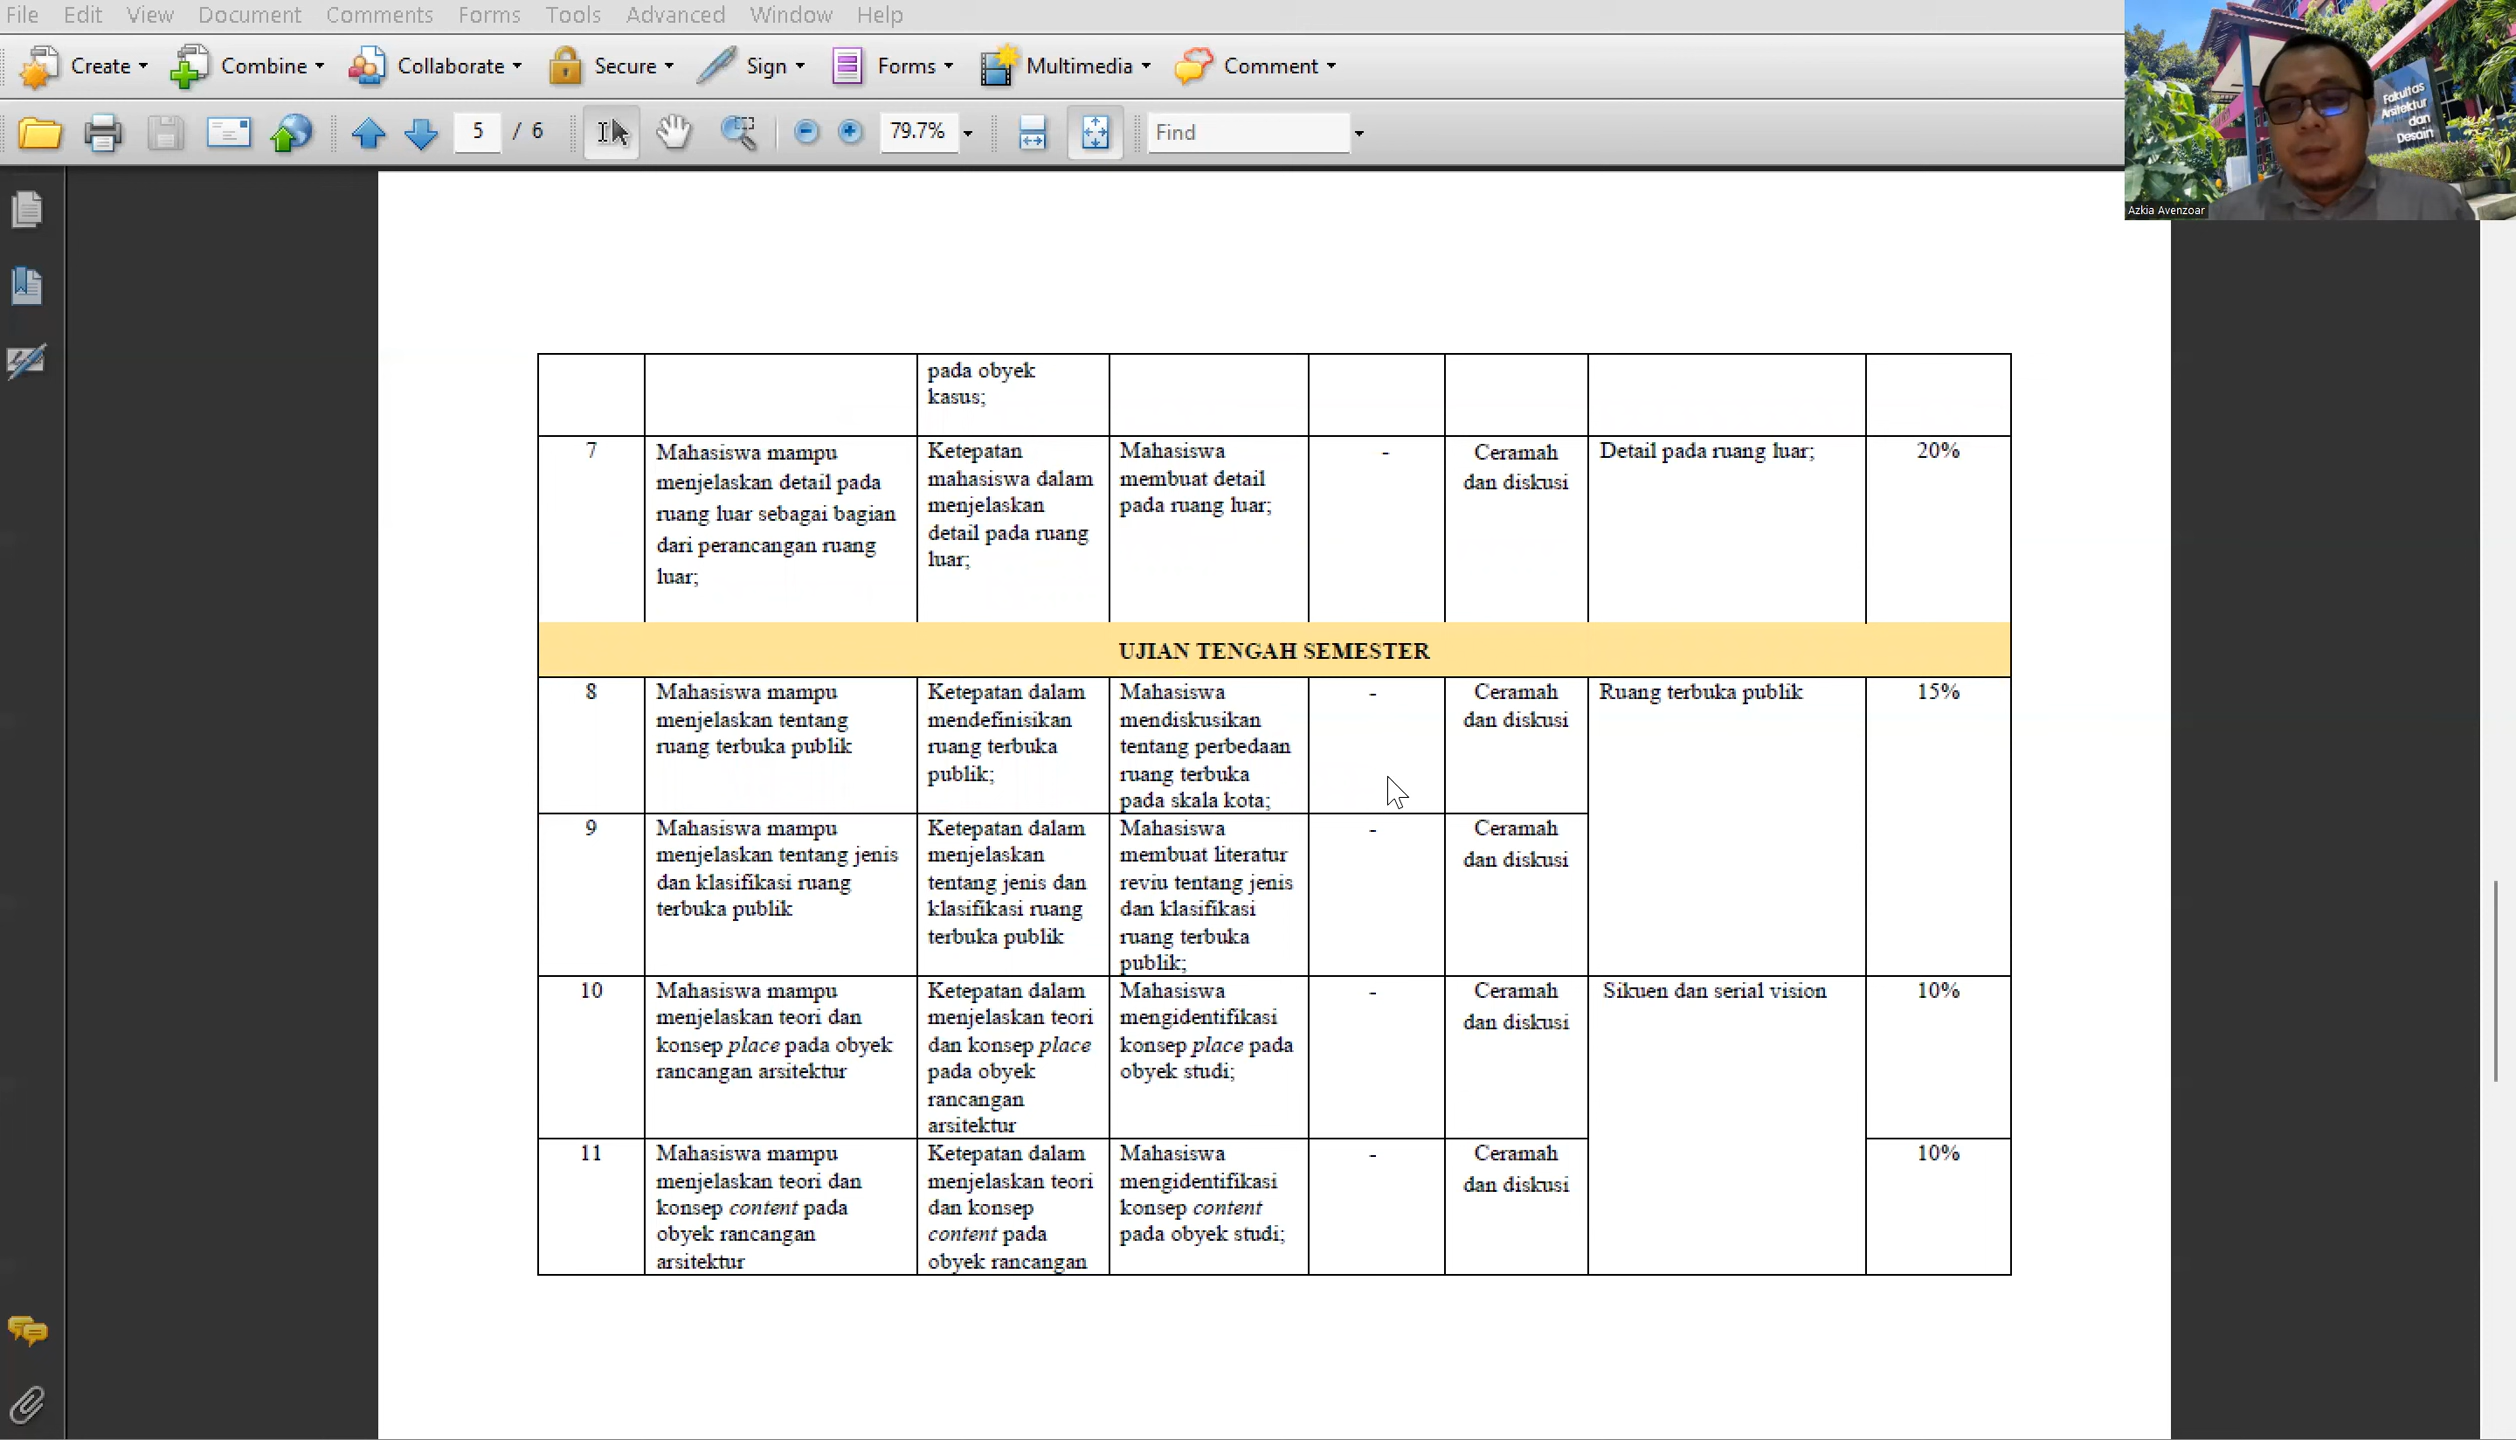 File Edit View Document Comments Forms Tools Advanced Window Help
Create Combine Collaborate Secure Sign Forms Multimedia Comment
5 / 6 79.7% Find
Fakultas
Arsitektur
dan
Desain
Azkia Avenzoar
pada obyek
kasus;
7
Mahasiswa mampu
menjelaskan detail pada
ruang luar sebagai bagian
dari perancangan ruang
luar;
Ketepatan
mahasiswa dalam
menjelaskan
detail pada ruang
luar;
Mahasiswa
membuat detail
pada ruang luar;
-
Ceramah
dan diskusi
Detail pada ruang luar;
20%
UJIAN TENGAH SEMESTER
8
Mahasiswa mampu
menjelaskan tentang
ruang terbuka publik
Ketepatan dalam
mendefinisikan
ruang terbuka
publik;
Mahasiswa
mendiskusikan
tentang perbedaan
ruang terbuka
pada skala kota;
-
Ceramah
dan diskusi
Ruang terbuka publik
15%
9
Mahasiswa mampu
menjelaskan tentang jenis
dan klasifikasi ruang
terbuka publik
Ketepatan dalam
menjelaskan
tentang jenis dan
klasifikasi ruang
terbuka publik
Mahasiswa
membuat literatur
reviu tentang jenis
dan klasifikasi
ruang terbuka
publik;
-
Ceramah
dan diskusi
10
Mahasiswa mampu
menjelaskan teori dan
konsep place pada obyek
rancangan arsitektur
Ketepatan dalam
menjelaskan teori
dan konsep place
pada obyek
rancangan
arsitektur
Mahasiswa
mengidentifikasi
konsep place pada
obyek studi;
-
Ceramah
dan diskusi
Sikuen dan serial vision
10%
11
Mahasiswa mampu
menjelaskan teori dan
konsep content pada
obyek rancangan
arsitektur
Ketepatan dalam
menjelaskan teori
dan konsep
content pada
obyek rancangan
Mahasiswa
mengidentifikasi
konsep content
pada obyek studi;
-
Ceramah
dan diskusi
10%